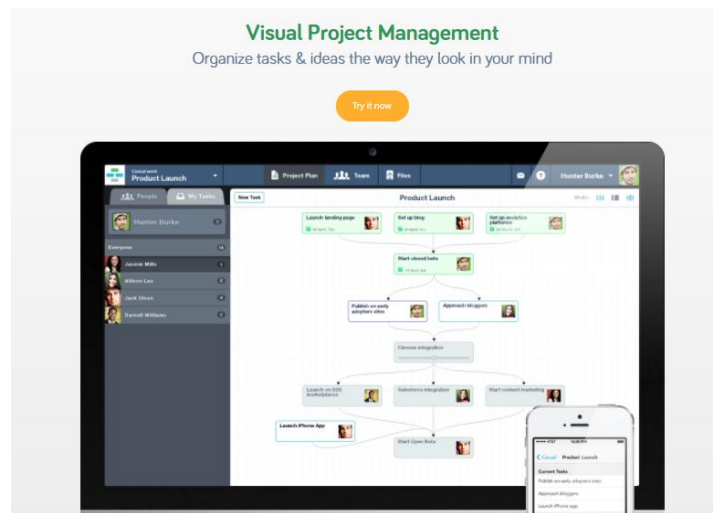 Visual Project Management
Organize tasks & ideas the way they look in your mind
Try it now
Casual work
Product Launch
Project Plan
Team
Files
Hunter Burke
People
My Tasks
New Task
Product Launch
Hunter Burke
Everyone
Jasmin Mills
Allison Lee
Jack Glenn
Darnell Williams
Launch landing page
Set up blog
Set up analytics
platforms
Start closed beta
Publish on early
adopters sites
Approach bloggers
Chrome integration
Launch on B2B
marketplaces
Salesforce integration
Start content marketing
Launch iPhone App
Start Open Beta
Casual
Product Launch
Current Tasks
Publish on early adopters sites
Approach bloggers
Launch iPhone app